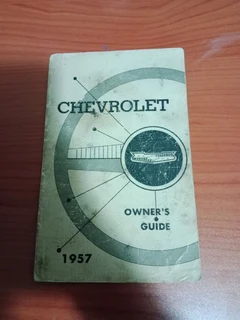 CHEVROLET
OWNER'S
GUIDE
1957